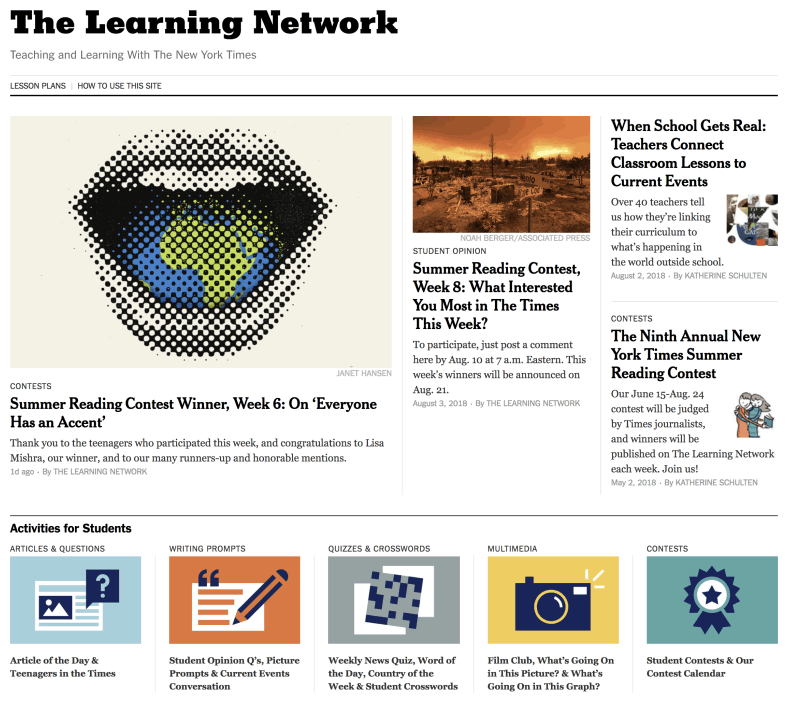 The Learning Network
Teaching and Learning With The New York Times
LESSON PLANS | HOW TO USE THIS SITE
JANET HANSEN
CONTESTS
Summer Reading Contest Winner, Week 6: On ‘Everyone
Has an Accent’
Thank you to the teenagers who participated this week, and congratulations to Lisa
Mishra, our winner, and to our many runners-up and honorable mentions.
1d ago · By THE LEARNING NETWORK
NOAH BERGER/ASSOCIATED PRESS
STUDENT OPINION
Summer Reading Contest,
Week 8: What Interested
You Most in The Times
This Week?
To participate, just post a comment
here by Aug. 10 at 7 a.m. Eastern. This
week's winners will be announced on
Aug. 21.
August 3, 2018 · By THE LEARNING NETWORK
When School Gets Real:
Teachers Connect
Classroom Lessons to
Current Events
Over 40 teachers tell
us how they're linking
their curriculum to
what's happening in
the world outside school.
August 2, 2018 · By KATHERINE SCHULTEN
CONTESTS
The Ninth Annual New
York Times Summer
Reading Contest
Our June 15-Aug. 24
contest will be judged
by Times journalists,
and winners will be
published on The Learning Network
each week. Join us!
May 2, 2018 · By KATHERINE SCHULTEN
Activities for Students
ARTICLES & QUESTIONS
?
Article of the Day &
Teenagers in the Times
WRITING PROMPTS
“
Student Opinion Q's, Picture
Prompts & Current Events
Conversation
QUIZZES & CROSSWORDS
Weekly News Quiz, Word of
the Day, Country of the
Week & Student Crosswords
MULTIMEDIA
Film Club, What's Going On
in This Picture? & What's
Going On in This Graph?
CONTESTS
Student Contests & Our
Contest Calendar